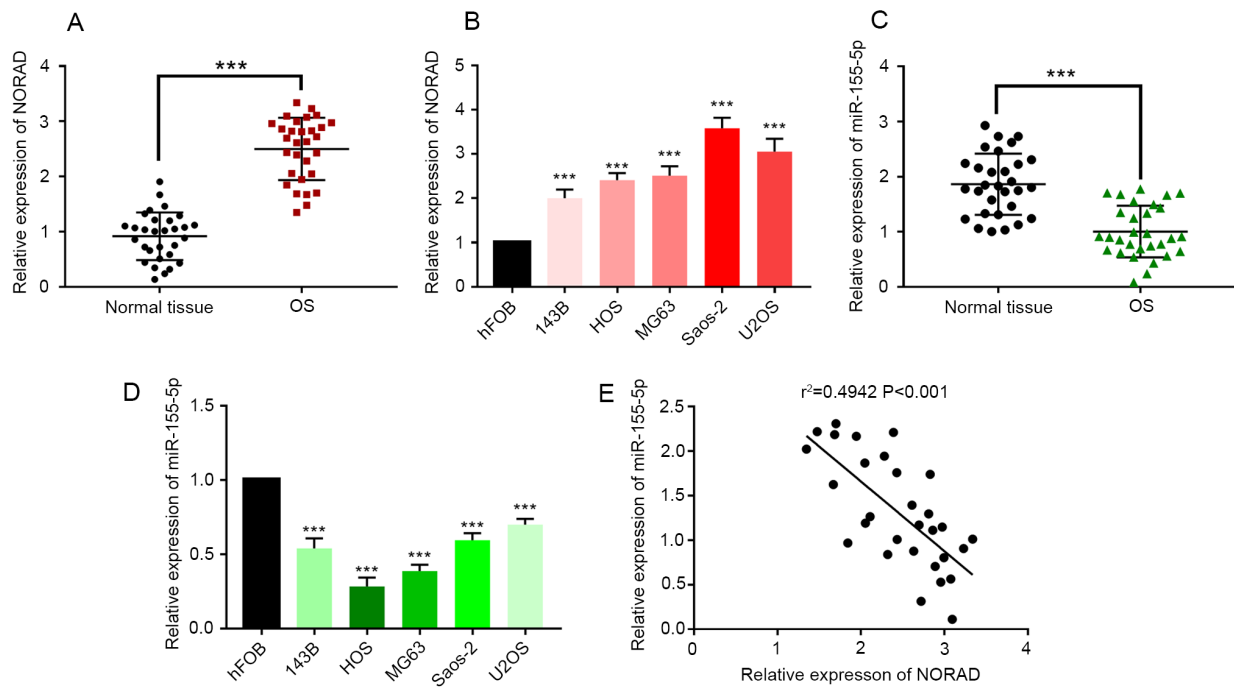 A
Relative expression of NORAD
4
3
2
1
0
***
Normal tissue
OS
B
Relative expression of NORAD
5
4
3
2
1
0
***
***
***
***
***
hFOB
143B
HOS
MG63
Saos-2
U2OS
C
Relative expression of miR-155-5p
4
3
2
1
0
***
Normal tissue
OS
D
Relative expression of miR-155-5p
1.5
1.0
0.5
0.0
***
***
***
***
***
hFOB
143B
HOS
MG63
Saos-2
U2OS
E
r²=0.4942 P<0.001
Relative expression of miR-155-5p
2.5
2.0
1.5
1.0
0.5
0.0
0
1
2
3
4
Relative expresson of NORAD